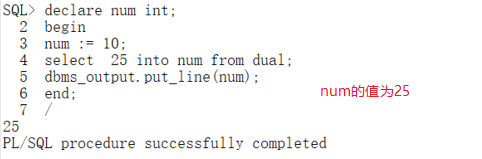 SQL> declare num int;
2 begin
3 num := 10;
4 select  25 into num from dual;
5 dbms_output.put_line(num);
6 end;
num的值为25
7 /
25
PL/SQL procedure successfully completed